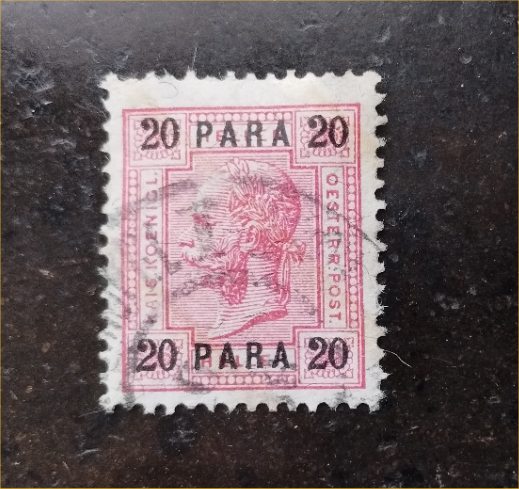 20 PARA 20
KAIS. KOENIGL.
OESTERR. POST.
20 PARA 20